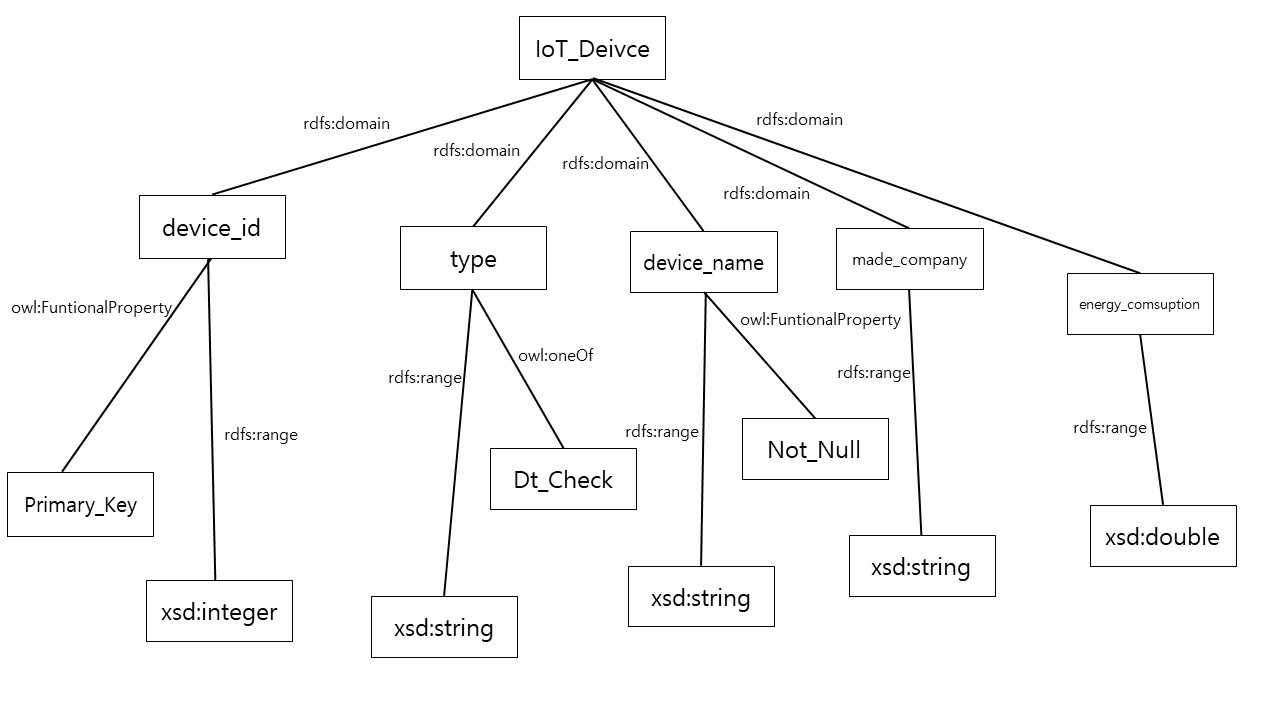 IoT_Deivce
rdfs:domain
rdfs:domain
rdfs:domain
rdfs:domain
rdfs:domain
device_id
type
device_name
made_company
energy_comsuption
owl:FuntionalProperty
rdfs:range
rdfs:range
owl:oneOf
rdfs:range
owl:FuntionalProperty
rdfs:range
rdfs:range
Primary_Key
xsd:integer
xsd:string
Dt_Check
xsd:string
Not_Null
xsd:string
xsd:double